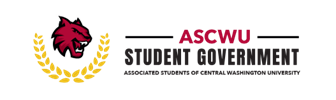 ASCWU
STUDENT GOVERNMENT
ASSOCIATED STUDENTS OF CENTRAL WASHINGTON UNIVERSITY